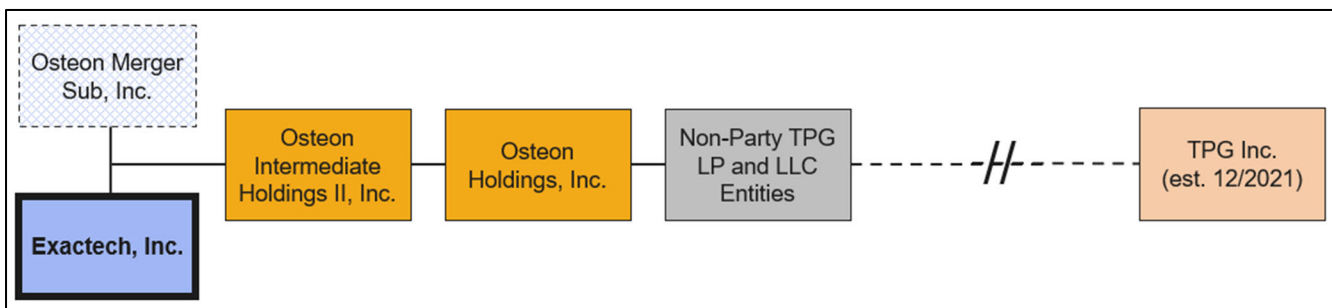 Osteon Merger
Sub, Inc.
Exactech, Inc.
Osteon
Intermediate
Holdings II, Inc.
Osteon
Holdings, Inc.
Non-Party TPG
LP and LLC
Entities
TPG Inc.
(est. 12/2021)